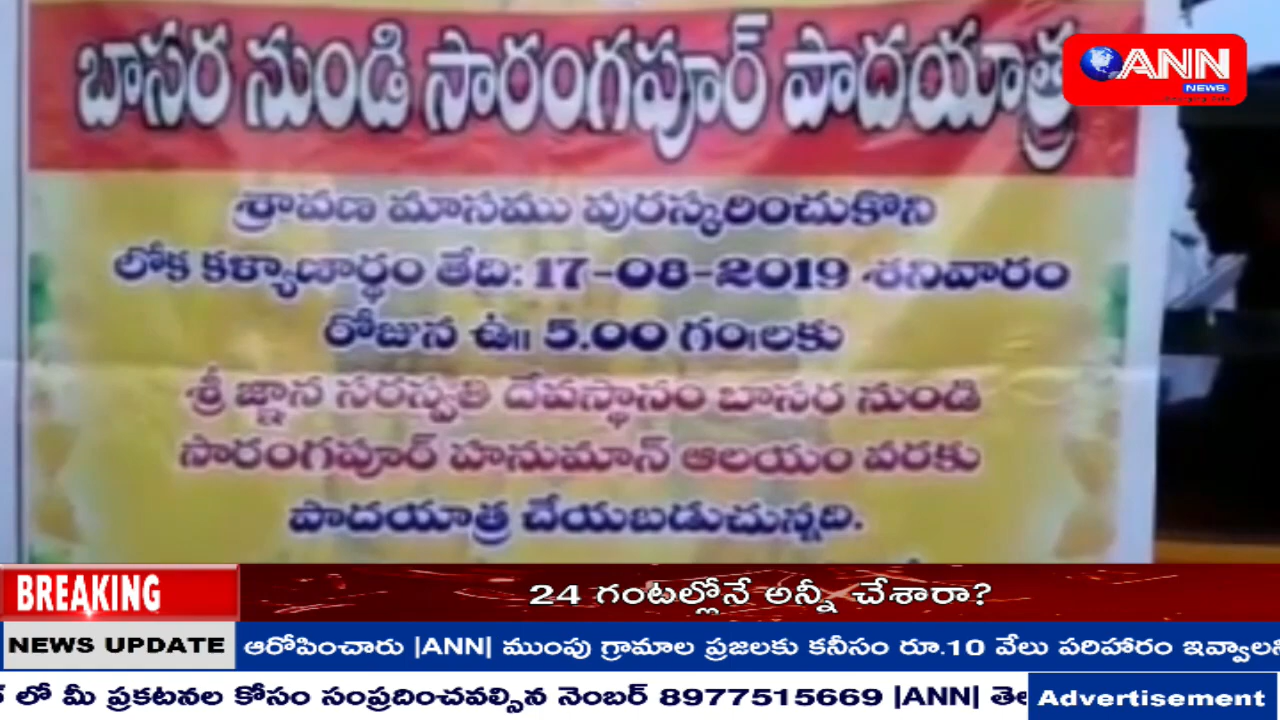 బాసర నుండి సారంగపూర్ పాదయాత్ర
ANN
NEWS
శ్రావణ మాసము పురస్కరించుకొని
లోక కళ్యాణార్థం తేది: 17-08-2019 శనివారం
రోజున ఉ॥ 5.00 గం॥లకు
శ్రీ జ్ఞాన సరస్వతి దేవస్థానం బాసర నుండి
సారంగపూర్ హనుమాన్ ఆలయం వరకు
పాదయాత్ర చేయబడుచున్నది.
BREAKING 24 గంటల్లోనే అన్నీ చేశారా?
NEWS UPDATE ఆరోపించారు |ANN| ముంపు గ్రామాల ప్రజలకు కనీసం రూ.10 వేలు పరిహారం
లో మీ ప్రకటనల కోసం సంప్రదించవల్సిన నెంబర్ 8977515669 |ANN| Advertisement